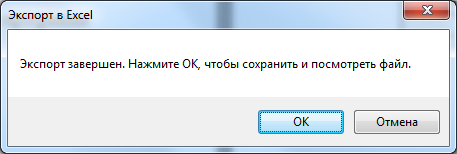 Экспорт в Excel
Экспорт завершен. Нажмите ОК, чтобы сохранить и посмотреть файл.
ОК
Отмена